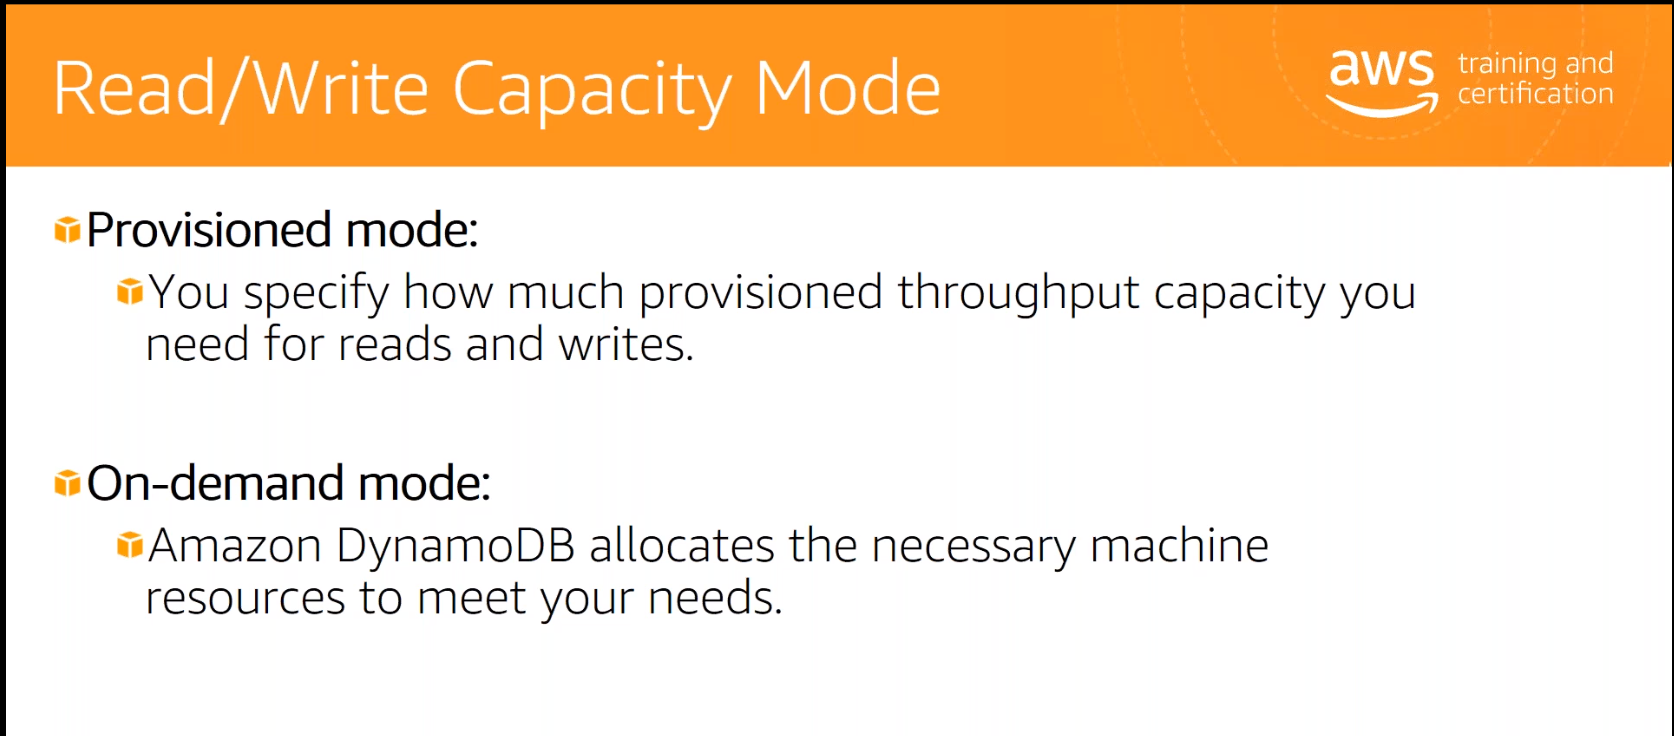 Read/Write Capacity Mode
aws training and
certification
Provisioned mode:
You specify how much provisioned throughput capacity you
need for reads and writes.
On-demand mode:
Amazon DynamoDB allocates the necessary machine
resources to meet your needs.